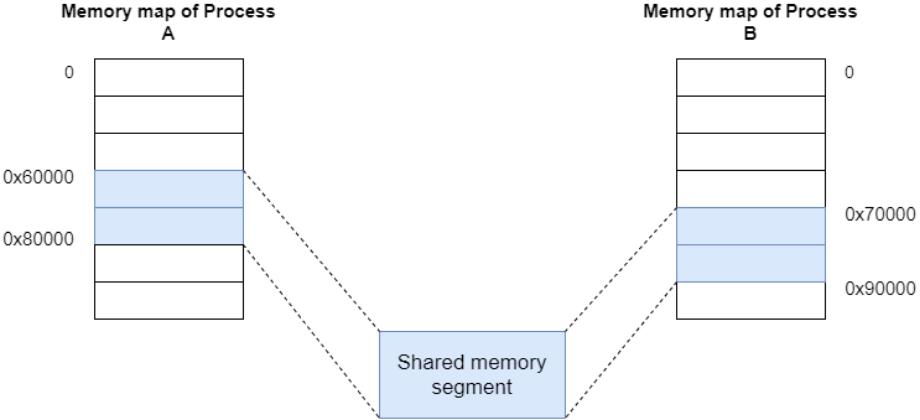 Memory map of Process
A
Memory map of Process
B
0
0
0x60000
0x70000
0x80000
0x90000
Shared memory
segment